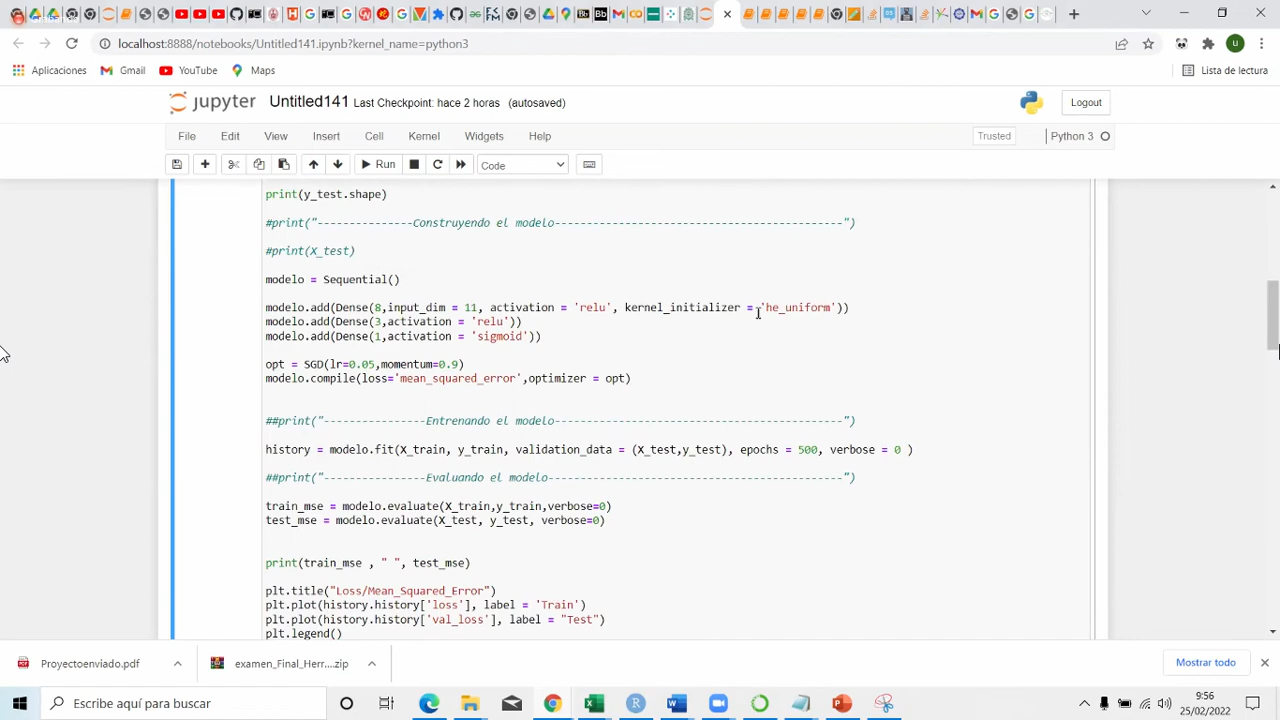 localhost:8888/notebooks/Untitled141.ipynb?kernel_name=python3
u
Aplicaciones
Gmail
YouTube
Maps
Lista de lectura
jupyter
Untitled141
Last Checkpoint: hace 2 horas
(autosaved)
Logout
File
Edit
View
Insert
Cell
Kernel
Widgets
Help
Trusted
Python 3
Run
Code
print(y_test.shape)
#print("---------------Construyendo el modelo---------------------------------------------")
#print(X_test)
modelo = Sequential()
modelo.add(Dense(8,input_dim = 11, activation = 'relu', kernel_initializer = 'he_uniform'))
modelo.add(Dense(3,activation = 'relu'))
modelo.add(Dense(1,activation = 'sigmoid'))
opt = SGD(lr=0.05,momentum=0.9)
modelo.compile(loss='mean_squared_error',optimizer = opt)
##print("----------------Entrenando el modelo---------------------------------------------")
history = modelo.fit(X_train, y_train, validation_data = (X_test,y_test), epochs = 500, verbose = 0 )
##print("----------------Evaluando el modelo----------------------------------------------")
train_mse = modelo.evaluate(X_train,y_train,verbose=0)
test_mse = modelo.evaluate(X_test, y_test, verbose=0)
print(train_mse , " ", test_mse)
plt.title("Loss/Mean_Squared_Error")
plt.plot(history.history['loss'], label = 'Train')
plt.plot(history.history['val_loss'], label = "Test")
plt.legend()
Proyectoenviado.pdf
examen_Final_Herr....zip
Mostrar todo
Escribe aquí para buscar
9:56
25/02/2022